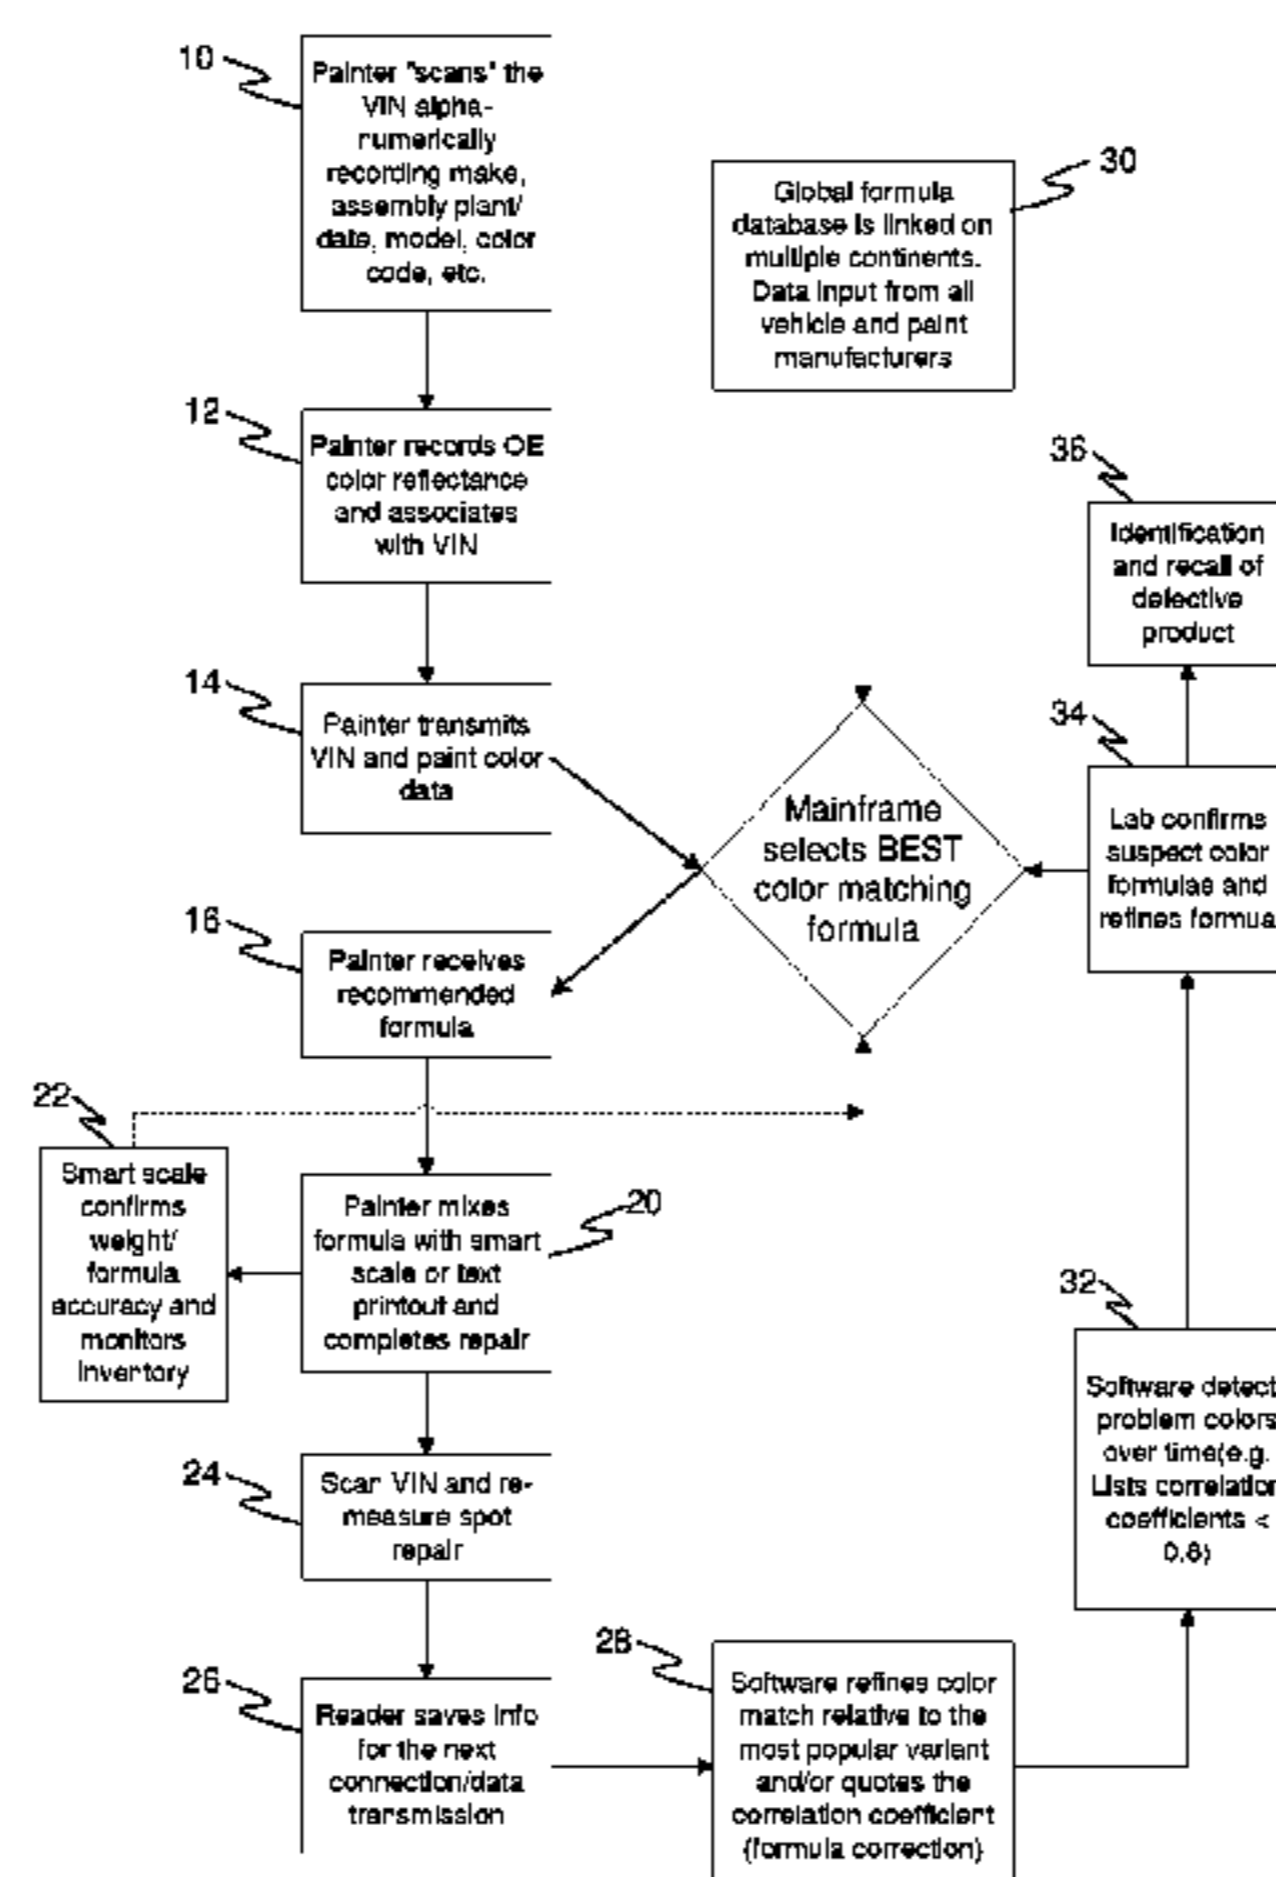 10
Painter "scans" the
VIN alpha-
numerically
recording make,
assembly plant/
date, model, color
code, etc.
30
Global formula
database is linked on
multiple continents.
Data input from all
vehicle and paint
manufacturers
12
Painter records OE
color reflectance
and associates
with VIN
36
Identification
and recall of
defective
product
14
Painter transmits
VIN and paint color
data
Mainframe
selects BEST
color matching
formula
34
Lab confirms
suspect color
formulae and
refines formua
16
Painter receives
recommended
formula
22
Smart scale
confirms
weight/
formula
accuracy and
monitors
inventory
20
Painter mixes
formula with smart
scale or text
printout and
completes repair
32
Software detect
problem colors
over time(e.g.
Lists correlation
coefficients <
0.8)
24
Scan VIN and re-
measure spot
repair
26
Reader saves info
for the next
connection/data
transmission
28
Software refines color
match relative to the
most popular variant
and/or quotes the
correlation coefficient
(formula correction)